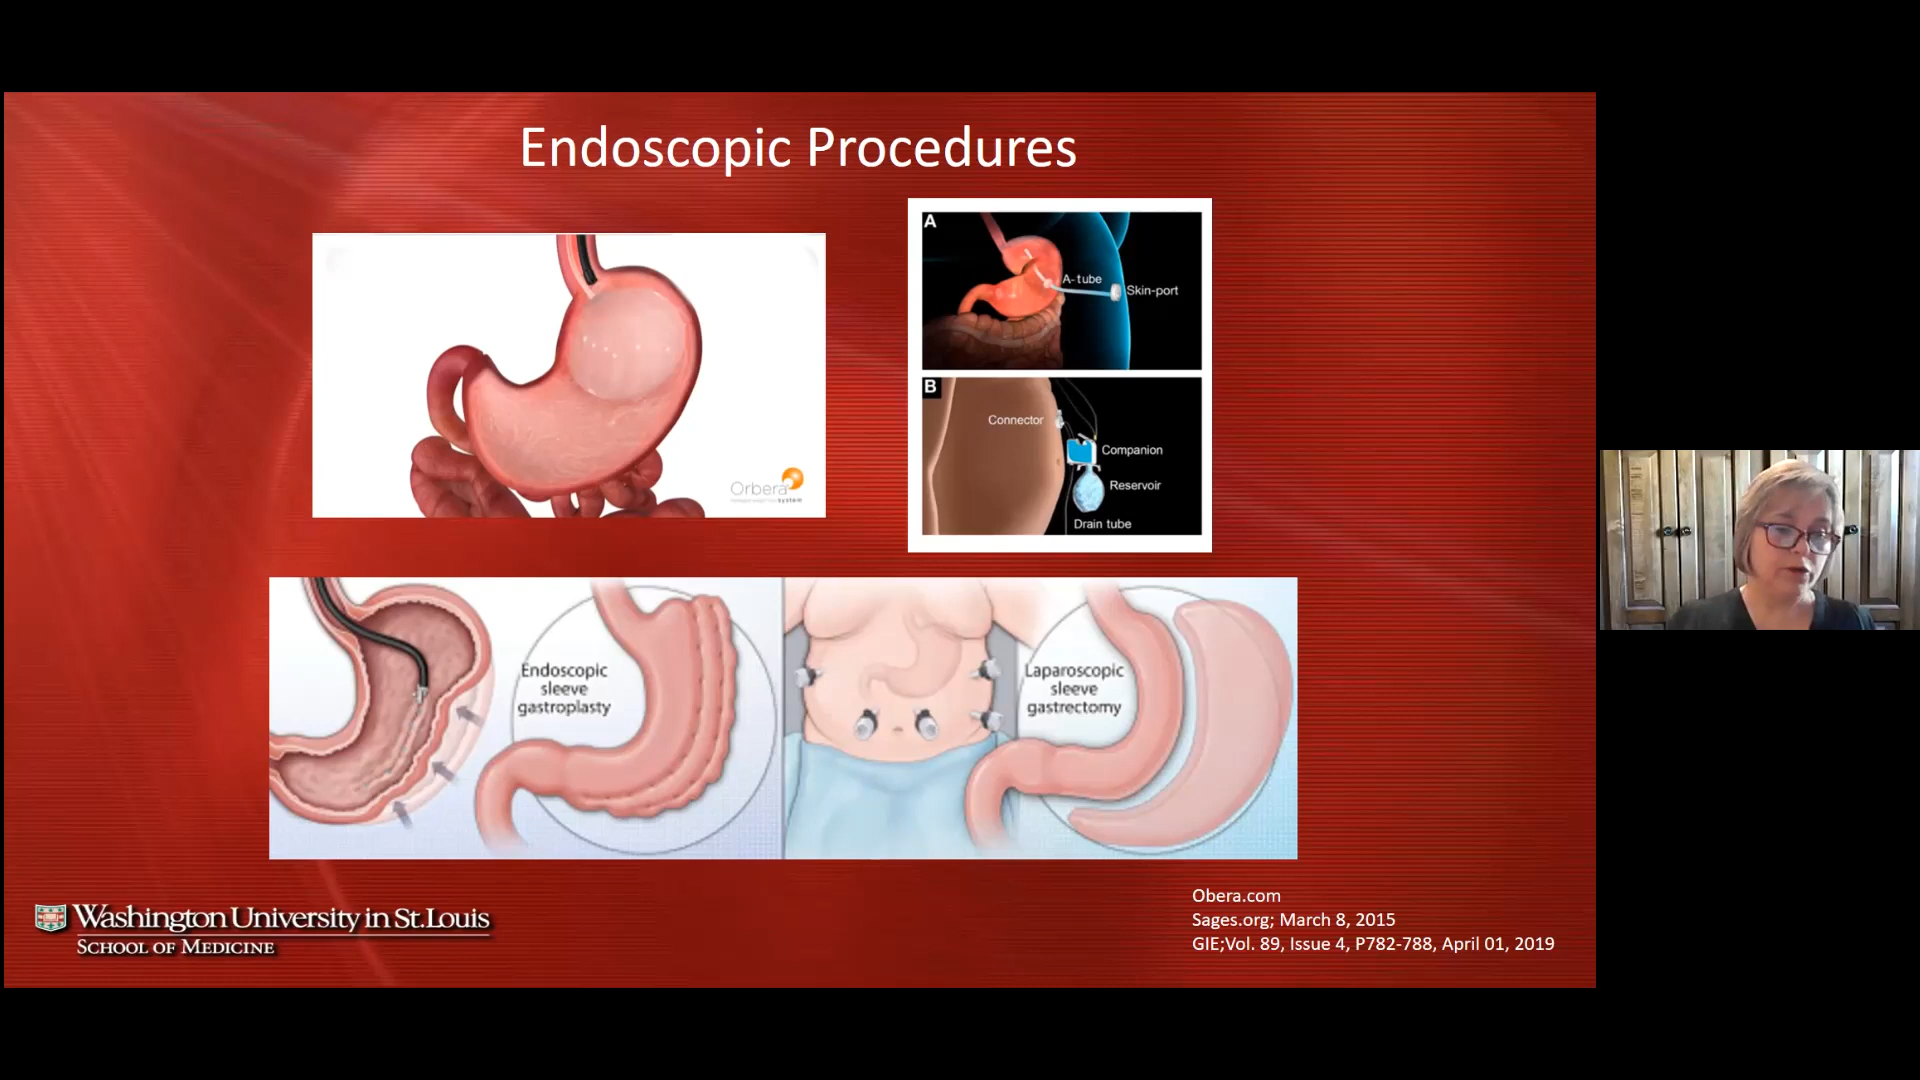 Endoscopic Procedures
Orbera
system
A
A-tube
Skin-port
B
Connector
Companion
Reservoir
Drain tube
Endoscopic
sleeve
gastroplasty
Laparoscopic
sleeve
gastrectomy
Washington University in St. Louis
SCHOOL OF MEDICINE
Obera.com
Sages.org; March 8, 2015
GIE;Vol. 89, Issue 4, P782-788, April 01, 2019